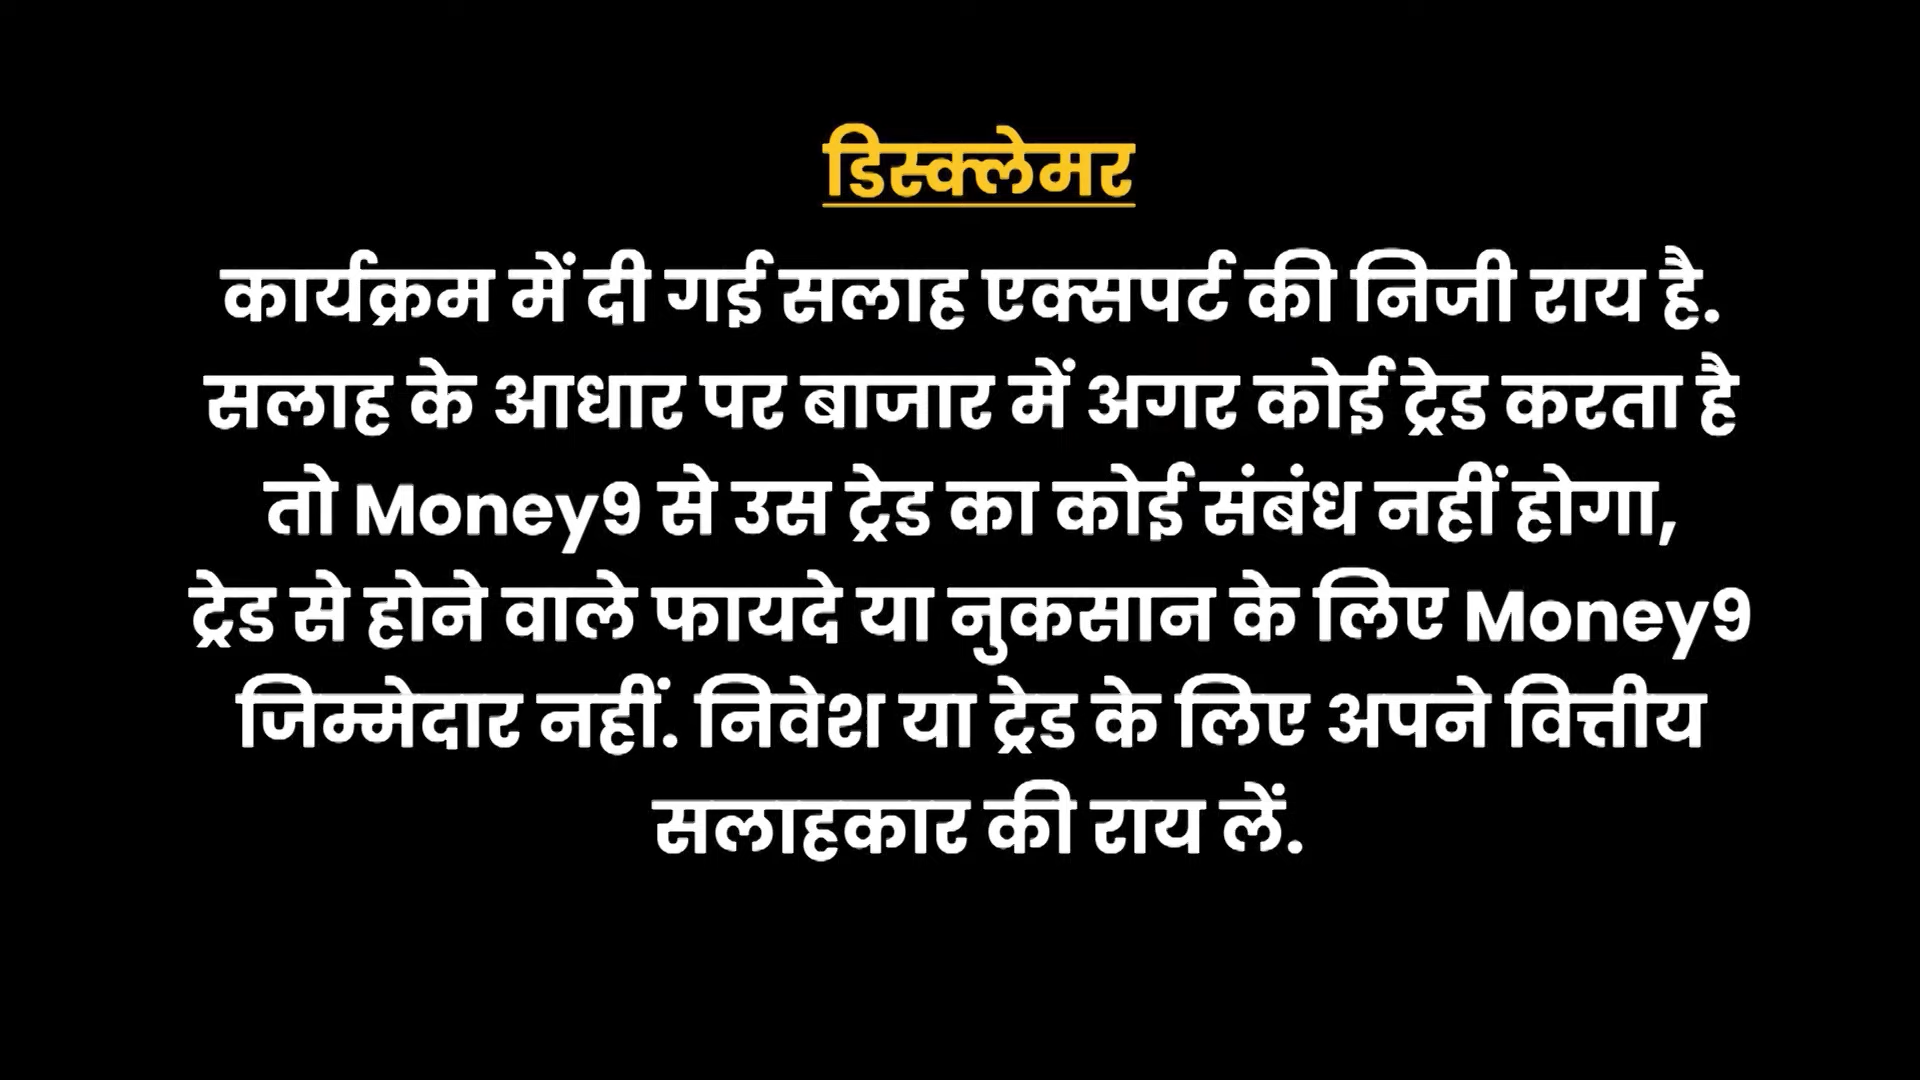 डिस्क्लेमर
कार्यक्रम में दी गई सलाह एक्सपर्ट की निजी राय है.
सलाह के आधार पर बाजार में अगर कोई ट्रेड करता है
तो Money9 से उस ट्रेड का कोई संबंध नहीं होगा,
ट्रेड से होने वाले फायदे या नुकसान के लिए Money9
जिम्मेदार नहीं. निवेश या ट्रेड के लिए अपने वित्तीय
सलाहकार की राय लें.